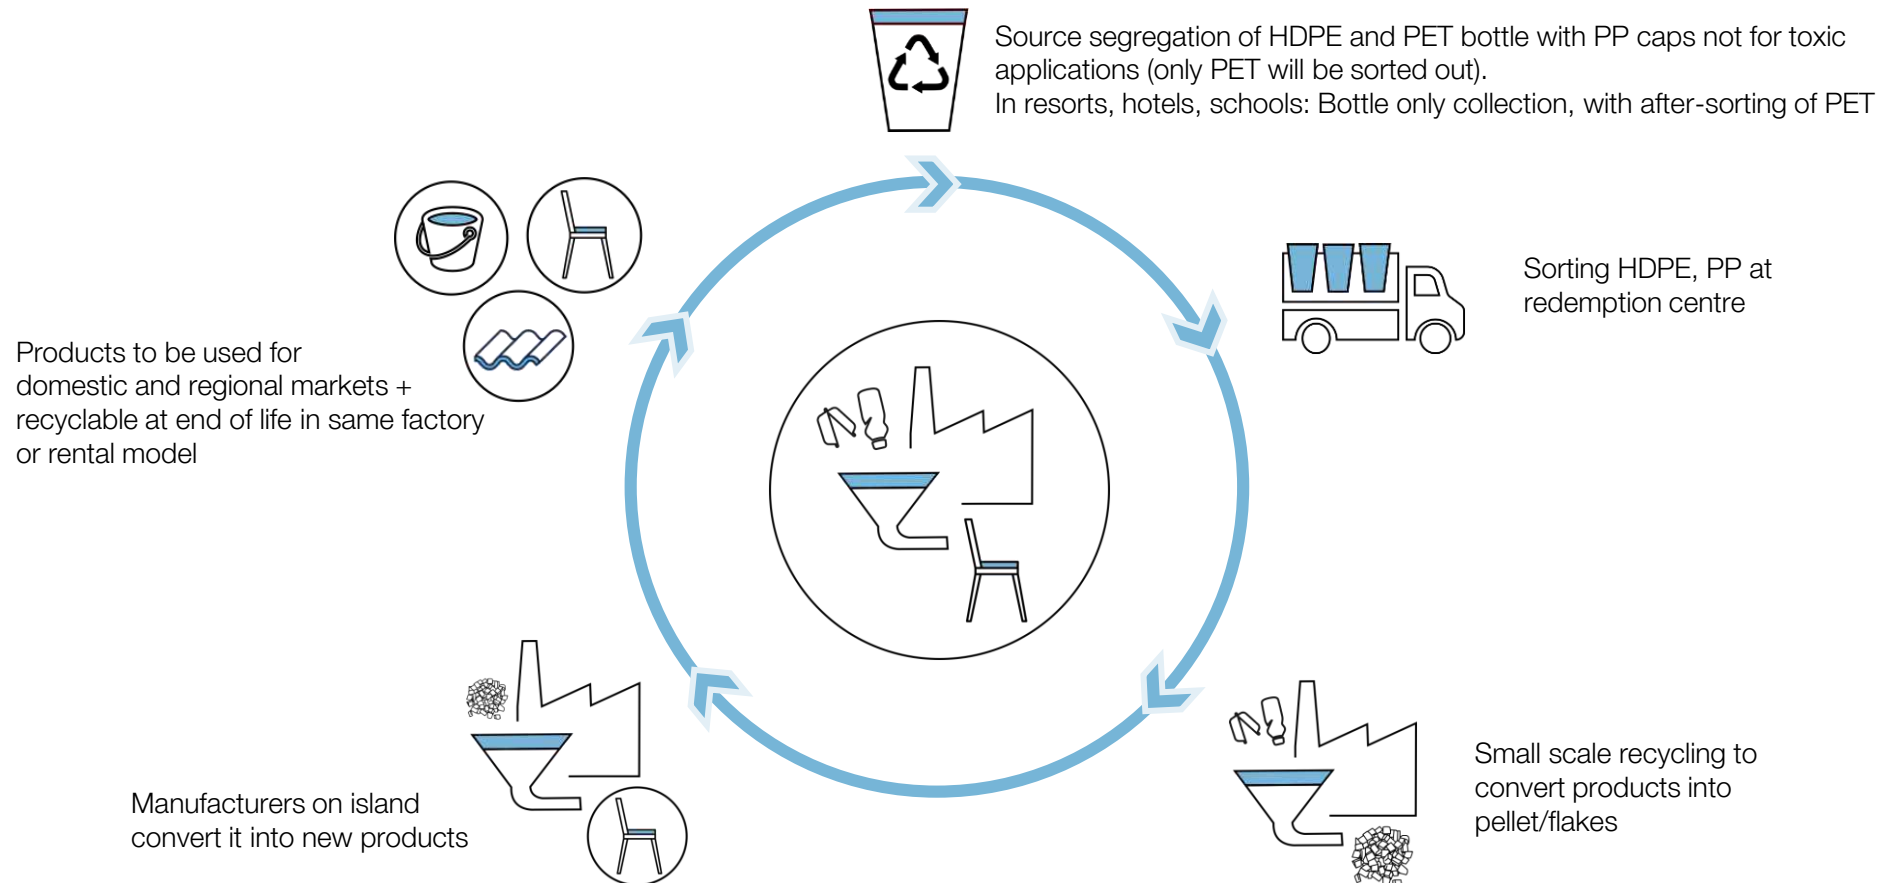 Source segregation of HDPE and PET bottle with PP caps not for toxic
applications (only PET will be sorted out).
In resorts, hotels, schools: Bottle only collection, with after-sorting of PET
Sorting HDPE, PP at
redemption centre
Small scale recycling to
convert products into
pellet/flakes
Manufacturers on island
convert it into new products
Products to be used for
domestic and regional markets +
recyclable at end of life in same factory
or rental model